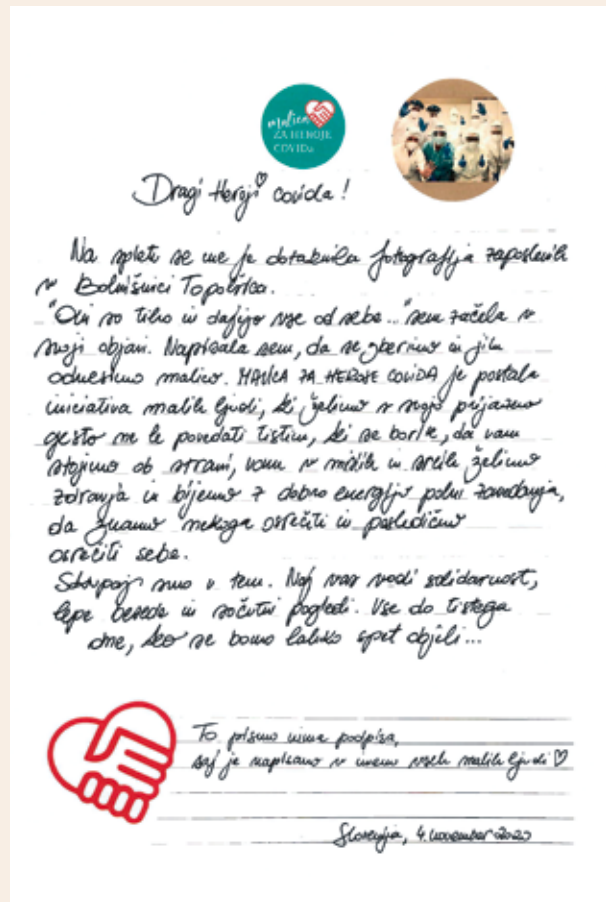 malica
ZA HEROJE
COVIDa
Dragi Heroji covida!
Na spletu se me je dotaknila fotografija zaposlenih
v Bolnišnici Topolšica.
"Oni so tiho in dajejo vse od sebe..." sem začela v
svoji objavi. Napisala sem, da se zberimo in jih
odnesimo malico. MALICA ZA HEROJE COVIDA je postala
iniciativa malih ljudi, ki želimo s svojo prijazno
gesto ne le povedati tistim, ki se borite, da vam
stojimo ob strani, vam v mislih in srcih želimo
zdravja in bijemo z dobro energijo polni zavedanja,
da znamo nekoga osrečiti in posledično
osrečiti sebe.
Skupaj smo v tem. Naj vas vodi solidarnost,
lepe besede in sočutni pogledi. Vse do tistega
dne, ko se bomo lahko spet objeli...
To pismo nima podpisa,
saj je napisano v imenu vseh malih ljudi ♡
Slovenija, 4. november 2020